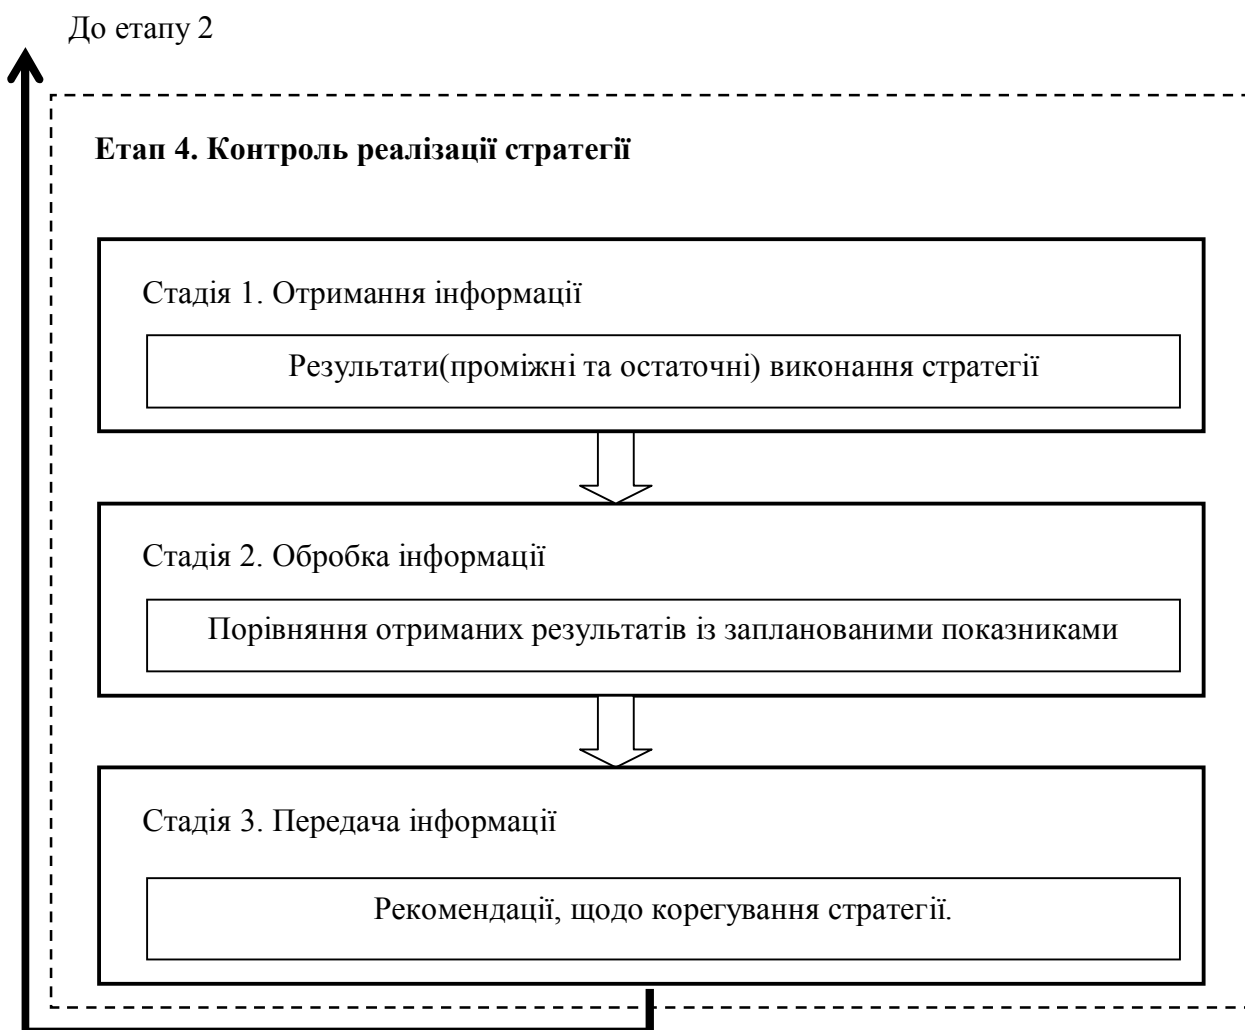 До етапу 2
Етап 4. Контроль реалізації стратегії
Стадія 1. Отримання інформації
Результати(проміжні та остаточні) виконання стратегії
Стадія 2. Обробка інформації
Порівняння отриманих результатів із запланованими показниками
Стадія 3. Передача інформації
Рекомендації, щодо корегування стратегії.